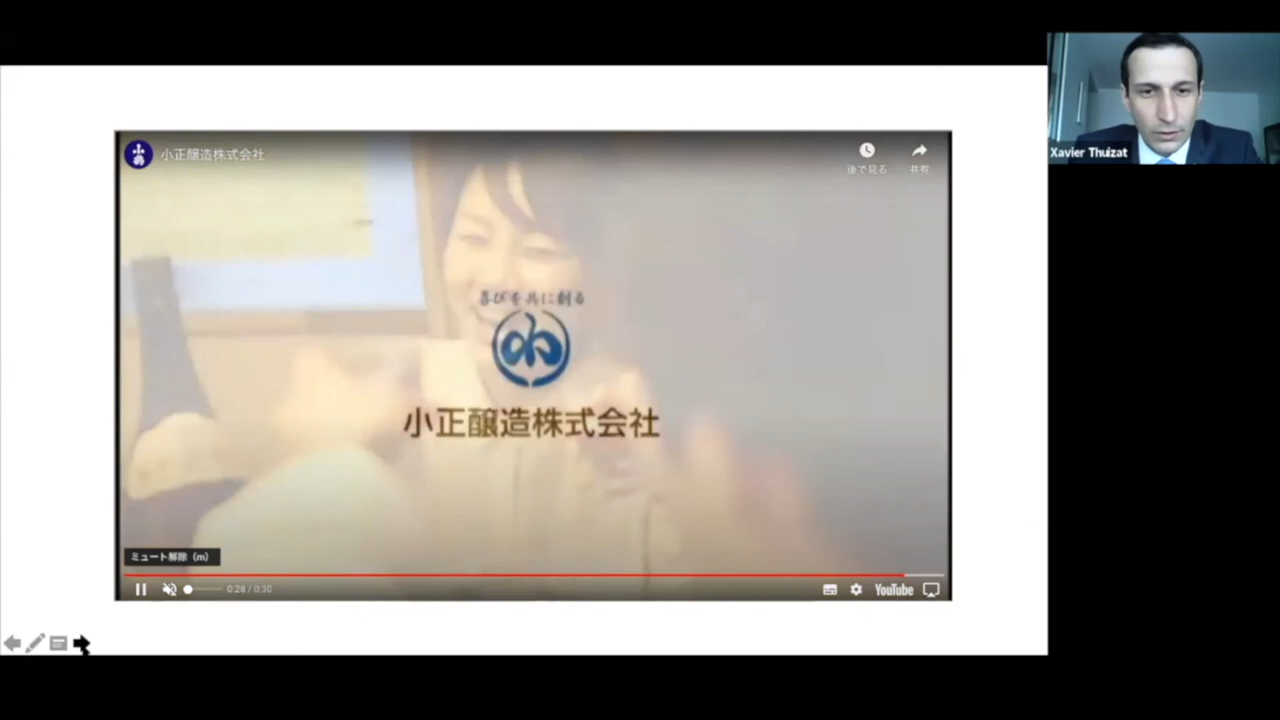 小正醸造株式会社
後で見る
共有
Xavier Thuizat
喜びを共に創る
小
小正醸造株式会社
ミュート解除 (m)
0:28 / 0:30
YouTube